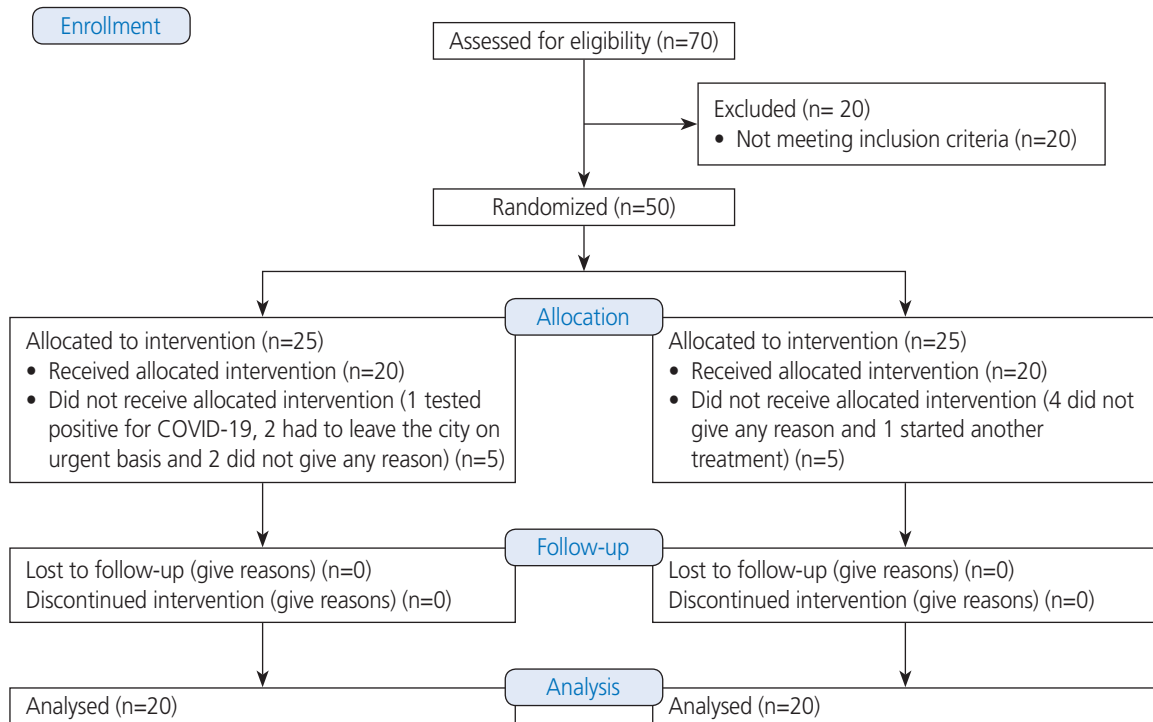 Enrollment
Assessed for eligibility (n=70)
Excluded (n= 20)
• Not meeting inclusion criteria (n=20)
Randomized (n=50)
Allocation
Allocated to intervention (n=25)
• Received allocated intervention (n=20)
• Did not receive allocated intervention (1 tested
positive for COVID-19, 2 had to leave the city on
urgent basis and 2 did not give any reason) (n=5)
Allocated to intervention (n=25)
• Received allocated intervention (n=20)
• Did not receive allocated intervention (4 did not
give any reason and 1 started another
treatment) (n=5)
Follow-up
Lost to follow-up (give reasons) (n=0)
Discontinued intervention (give reasons) (n=0)
Lost to follow-up (give reasons) (n=0)
Discontinued intervention (give reasons) (n=0)
Analysis
Analysed (n=20)
Analysed (n=20)